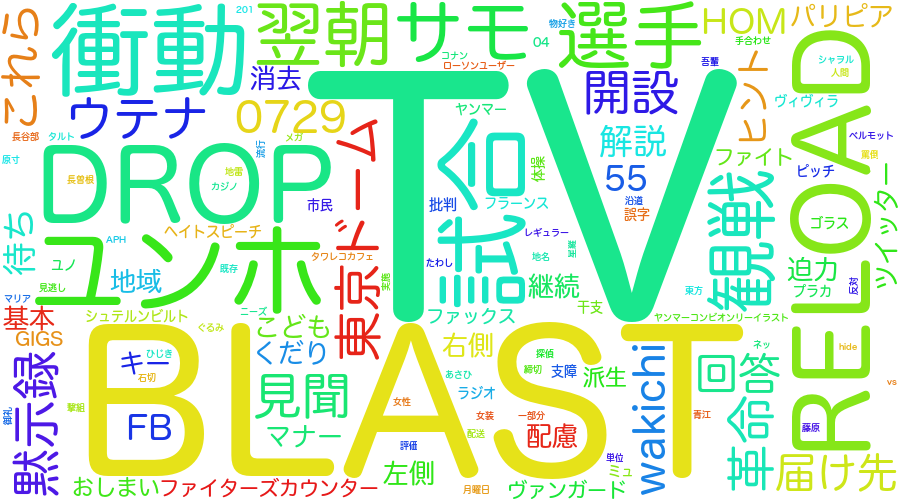 これら
衝動
201
翌朝
サモ
選手
HOM
パリピア
物好き
04
手合わせ
コナン
ローソンユーザー
吾輩
シャヲル
人間
消去
開設
ヒント
RELOAD
ウテナ
0729
ヤンマー
ヴィヴィラ
長谷部
タルト
メガ
流行
解説
ベルモット
罵倒
原寸
DROP
TV
試合
ドーム
東京
体操
ファイト
ピッチ
長曽根
地雷
カジノ
55
観戦
ツイッター
市民
批判
フラーンス
沿道
誤字
ゴラス
待ち
ヘイトスピーチ
レギュラー
APH
ユンホ
タワレコカフェ
地名
ユノ
既存
たわし
迫力
見逃し
地域
実施
継続
反対
東方
プラカ
マリア
ニーズ
干支
基本
シュテルンビルト
ファックス
ヤンマーコンビオンリーイラスト
GIGS
こども
ぐるみ
BLAST
右側
ネッ
hide
くだり
wakichi
黙示録
キー
ひじき
石切
探偵
締切
支障
派生
回答
あさひ
見聞
ラジオ
vs
御礼
撃組
FB
女性
女装
一部分
青江
革命
藤原
マナー
評価
配送
配慮
左側
単位
ミュ
届け先
おしまい
ファイターズカウンター
月曜日
ヴァンガード